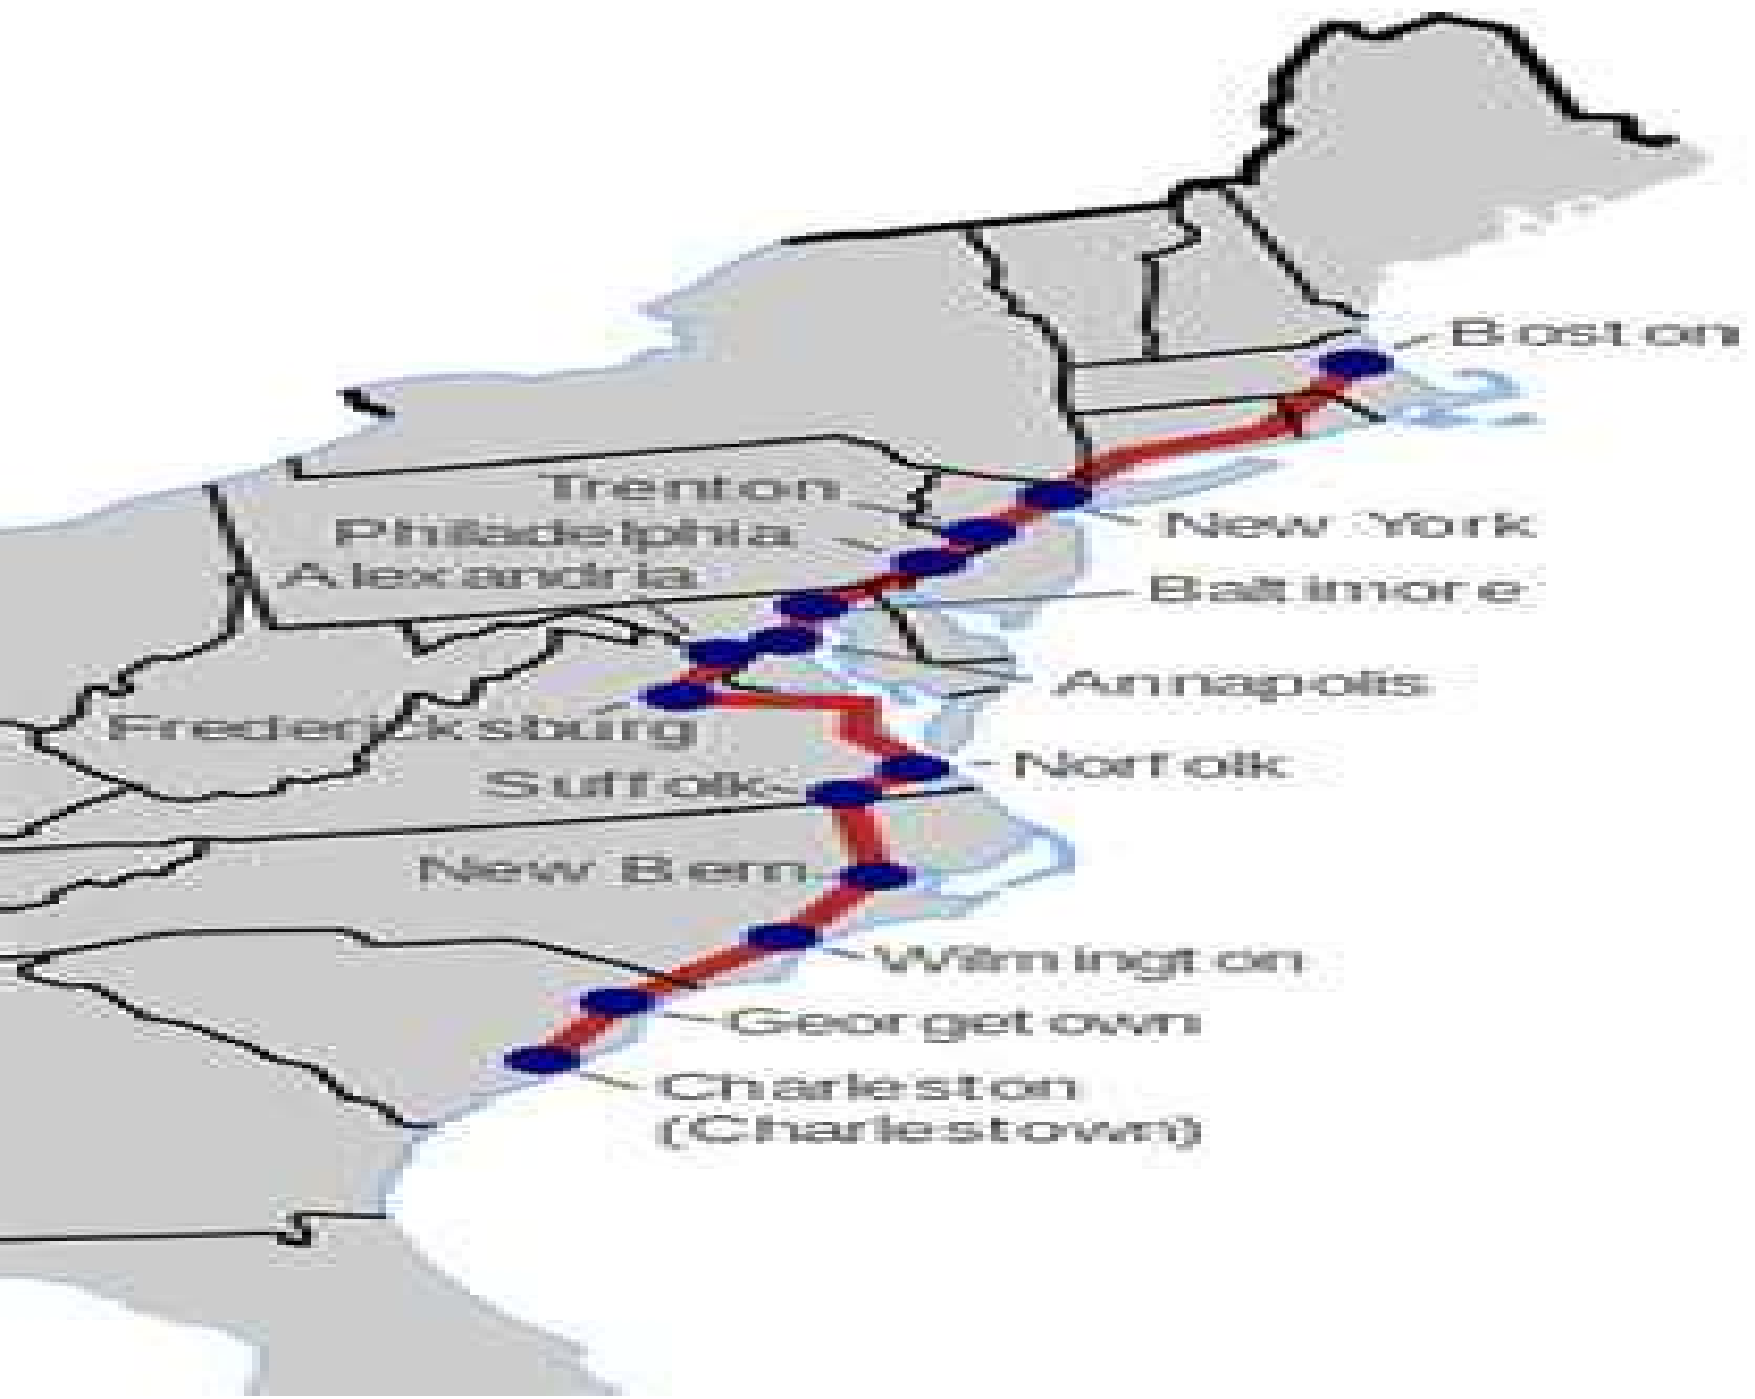 Boston
Trenton
New York
Philadelphia
Alexandria
Baltimore
Annapolis
Fredericksburg
Norfolk
Suffolk
New Bern
Wilmington
Georgetown
Charleston
(Charlestown)